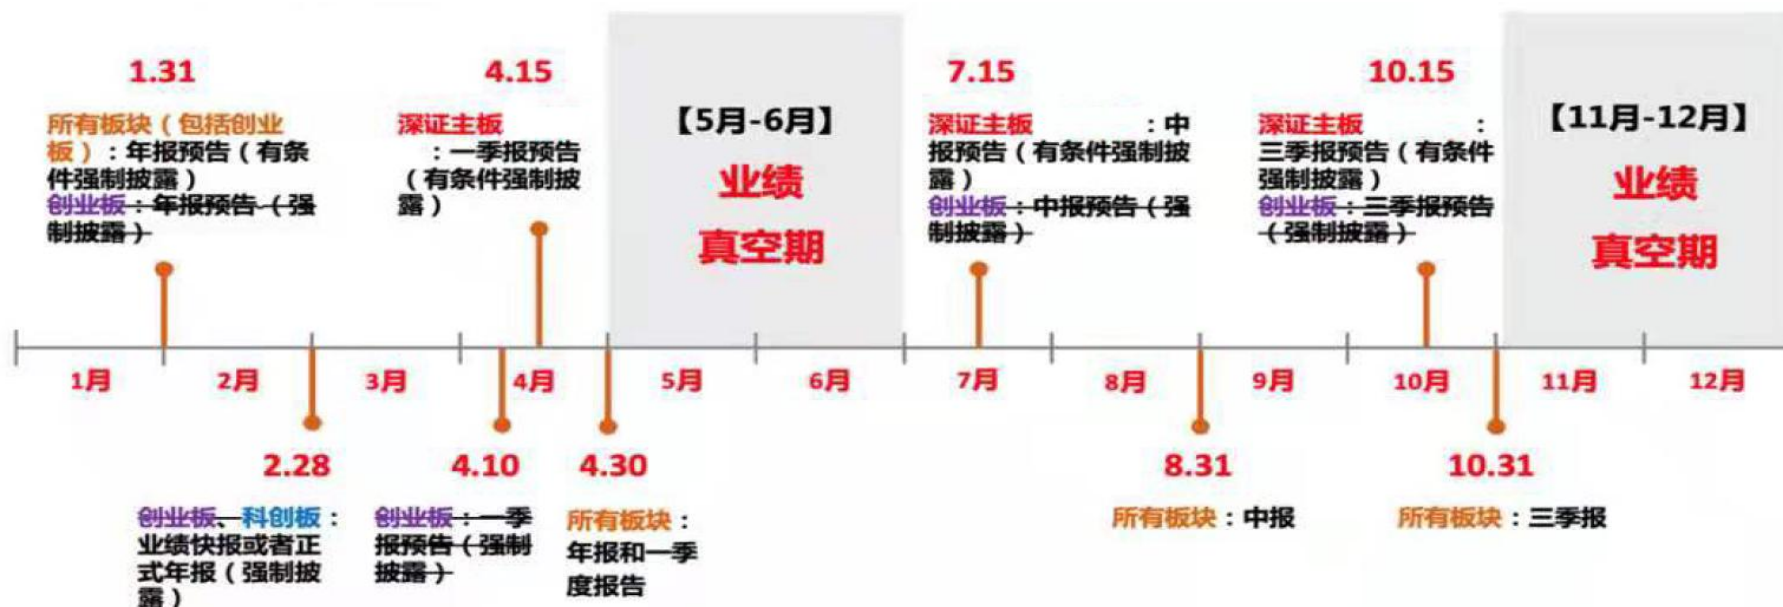 1.31
所有板块（包括创业
板）：年报预告（有条
件强制披露）
创业板：年报预告（强
制披露）
4.15
深证主板
：一季报预告
（有条件强制披
露）
【5月-6月】
业绩
真空期
7.15
深证主板 ：中
报预告（有条件强制披
露）
创业板：中报预告（强
制披露）
10.15
深证主板 ：
三季报预告（有条件
强制披露）
创业板：三季报预告
（强制披露）
【11月-12月】
业绩
真空期
1月 2月 3月 4月 5月 6月 7月 8月 9月 10月 11月 12月
2.28
创业板、科创板：
业绩快报或者正
式年报（强制披
露）
4.10
创业板：一季
报预告（强制
披露）
4.30
所有板块：
年报和一季
度报告
8.31
所有板块：中报
10.31
所有板块：三季报